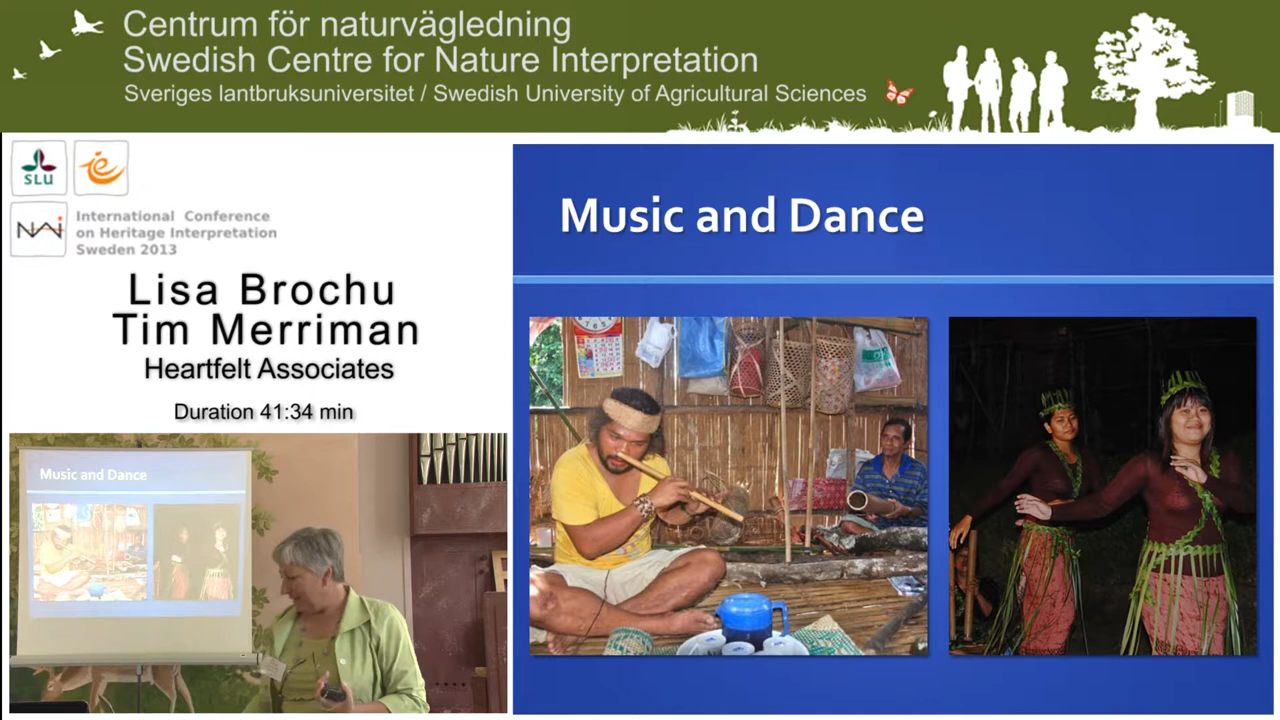 Centrum för naturvägledning
Swedish Centre for Nature Interpretation
Sveriges lantbruksuniversitet / Swedish University of Agricultural Sciences
SLU
ie
NAI
International Conference
on Heritage Interpretation
Sweden 2013
Lisa Brochu
Tim Merriman
Heartfelt Associates
Duration 41:34 min
Music and Dance
Music and Dance